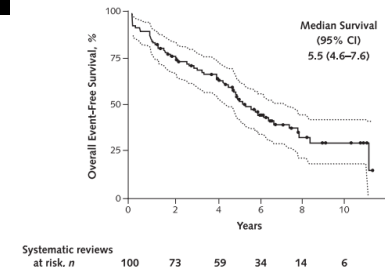 100
Median Survival
(95% CI)
5.5 (4.6–7.6)
75
50
25
0
Overall Event-Free Survival, %
0 2 4 6 8 10
Years
Systematic reviews
at risk, n 100 73 59 34 14 6